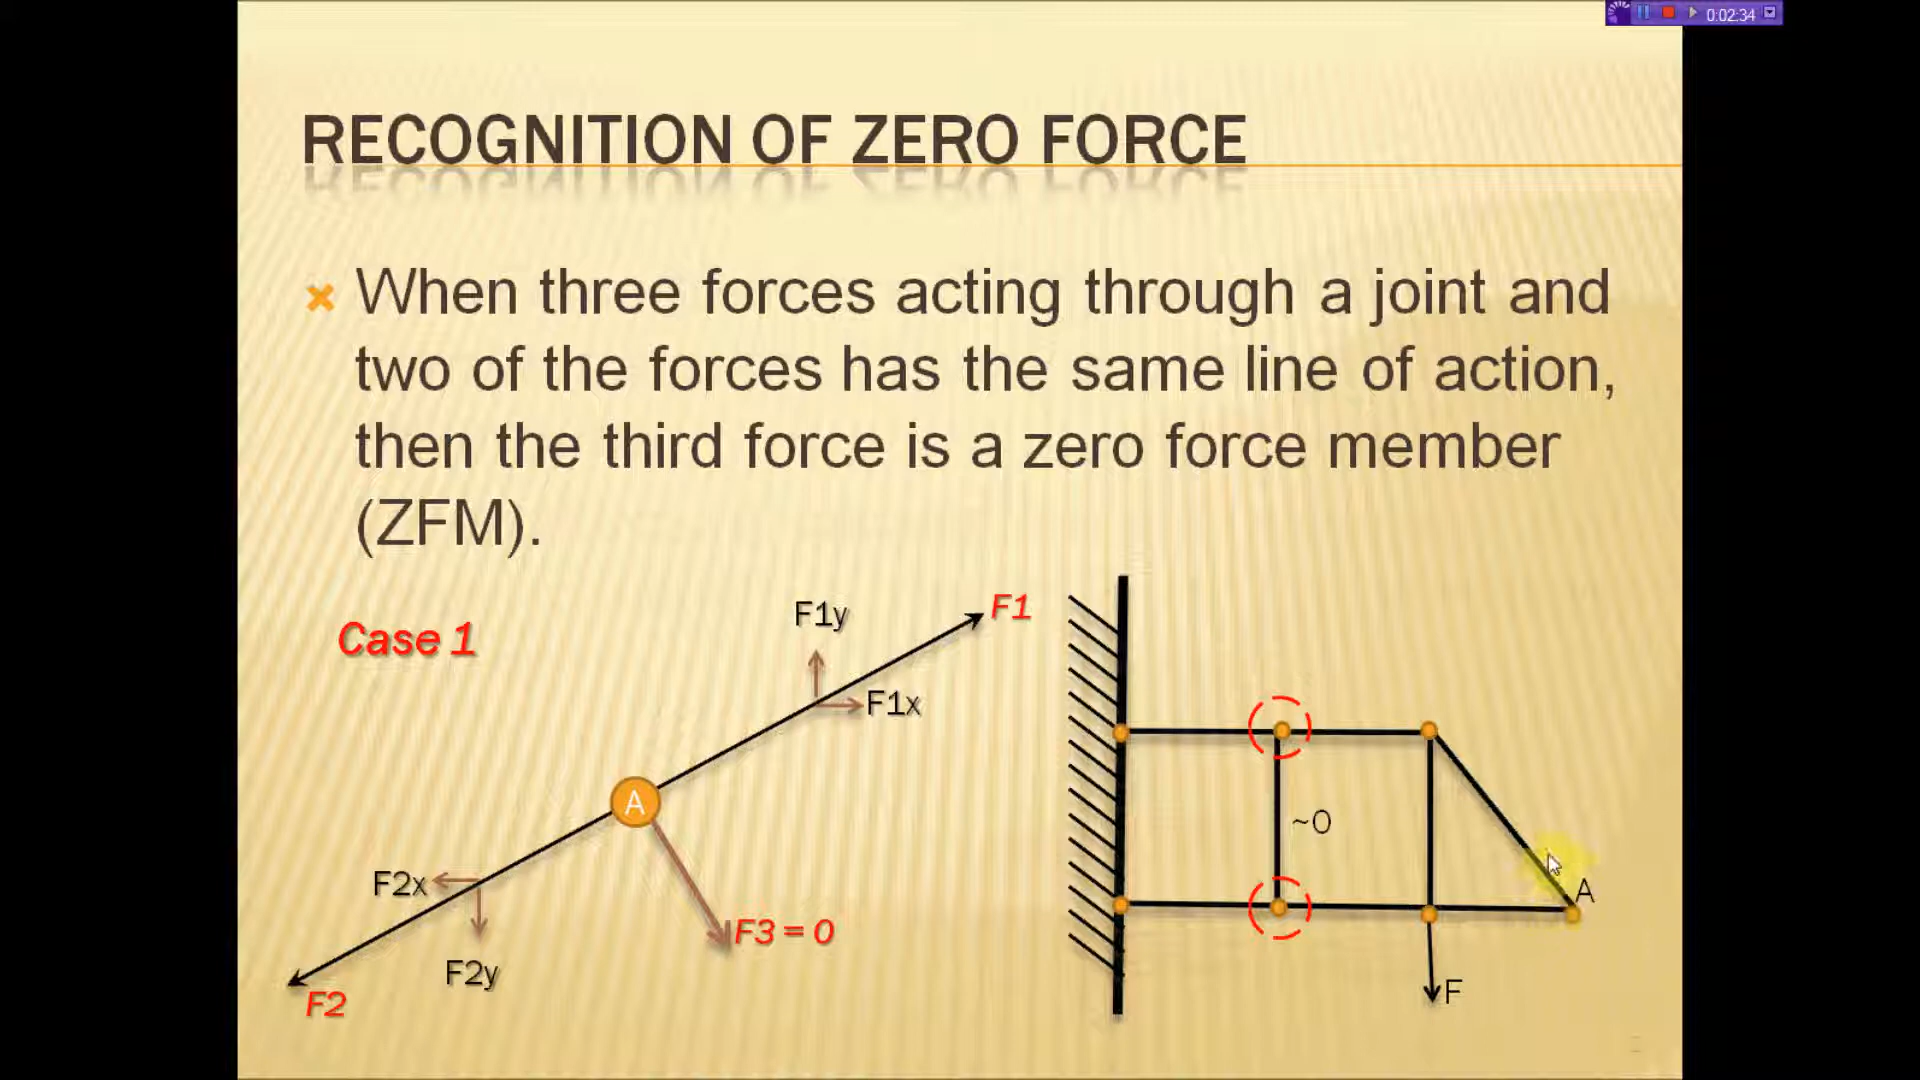 0:02:34
RECOGNITION OF ZERO FORCE
When three forces acting through a joint and
two of the forces has the same line of action,
then the third force is a zero force member
(ZFM).
Case 1
F1y
F1
F1x
A
F2x
F2y
F3 = 0
F2
~0
A
F